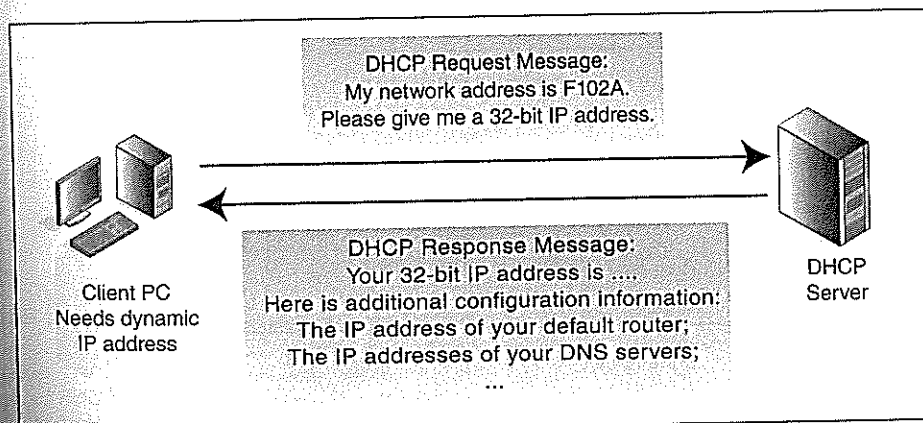 DHCP Request Message:
My network address is F102A.
Please give me a 32-bit IP address.
Client PC
Needs dynamic
IP address
DHCP Response Message:
Your 32-bit IP address is ....
Here is additional configuration information:
The IP address of your default router;
The IP addresses of your DNS servers;
...
DHCP
Server